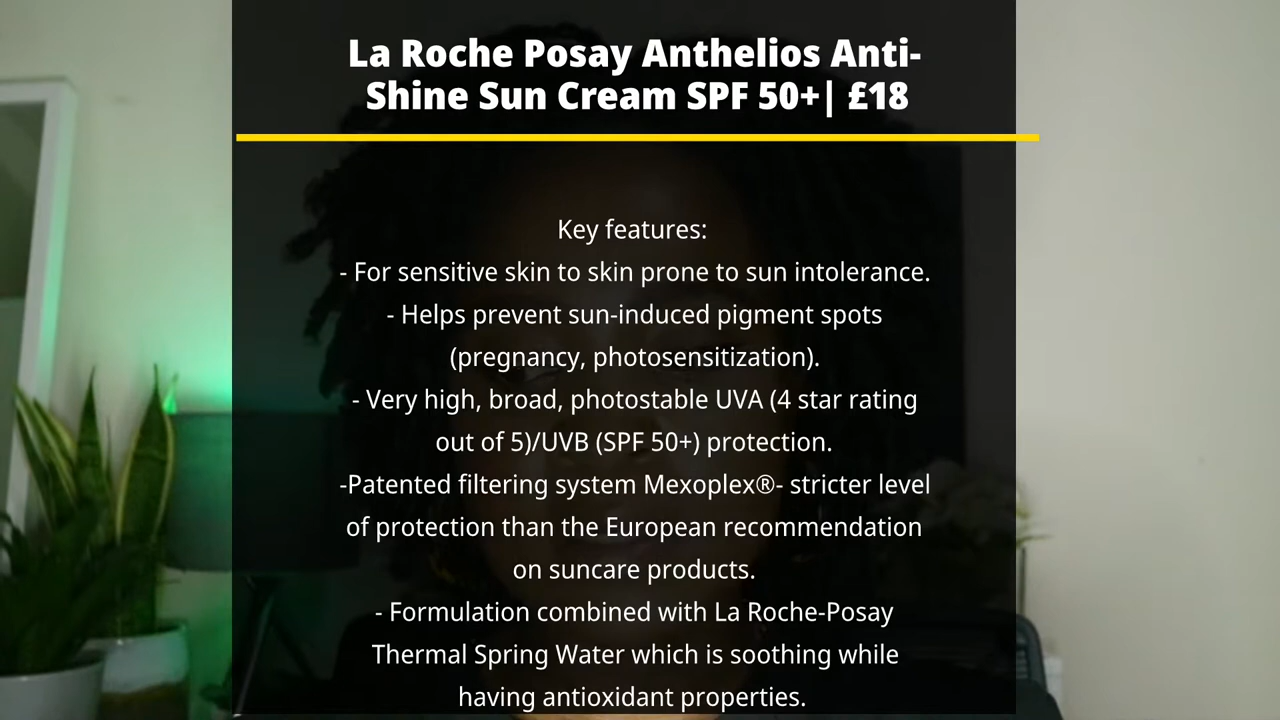 La Roche Posay Anthelios Anti-
Shine Sun Cream SPF 50+| £18
Key features:
- For sensitive skin to skin prone to sun intolerance.
- Helps prevent sun-induced pigment spots
(pregnancy, photosensitization).
- Very high, broad, photostable UVA (4 star rating
out of 5)/UVB (SPF 50+) protection.
-Patented filtering system Mexoplex®- stricter level
of protection than the European recommendation
on suncare products.
- Formulation combined with La Roche-Posay
Thermal Spring Water which is soothing while
having antioxidant properties.